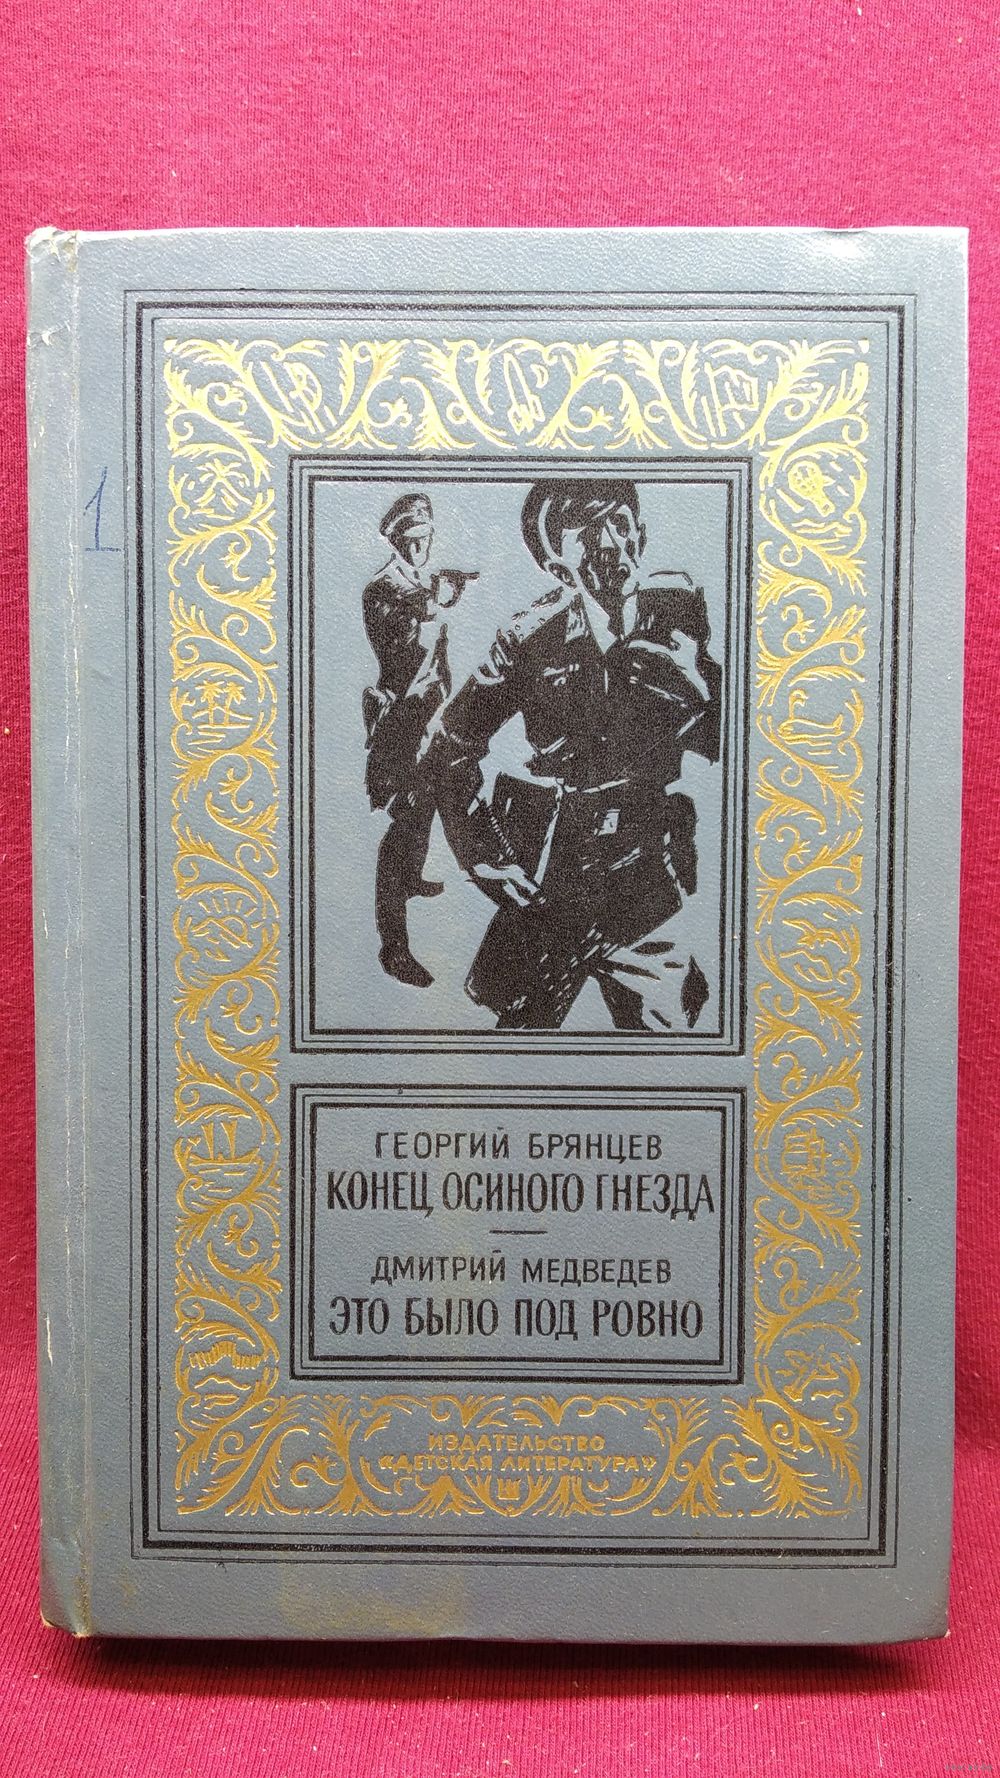 1
ГЕОРГИЙ БРЯНЦЕВ
КОНЕЦ ОСИНОГО ГНЕЗДА
ДМИТРИЙ МЕДВЕДЕВ
ЭТО БЫЛО ПОД РОВНО
ИЗДАТЕЛЬСТВО
«ДЕТСКАЯ ЛИТЕРАТУРА»